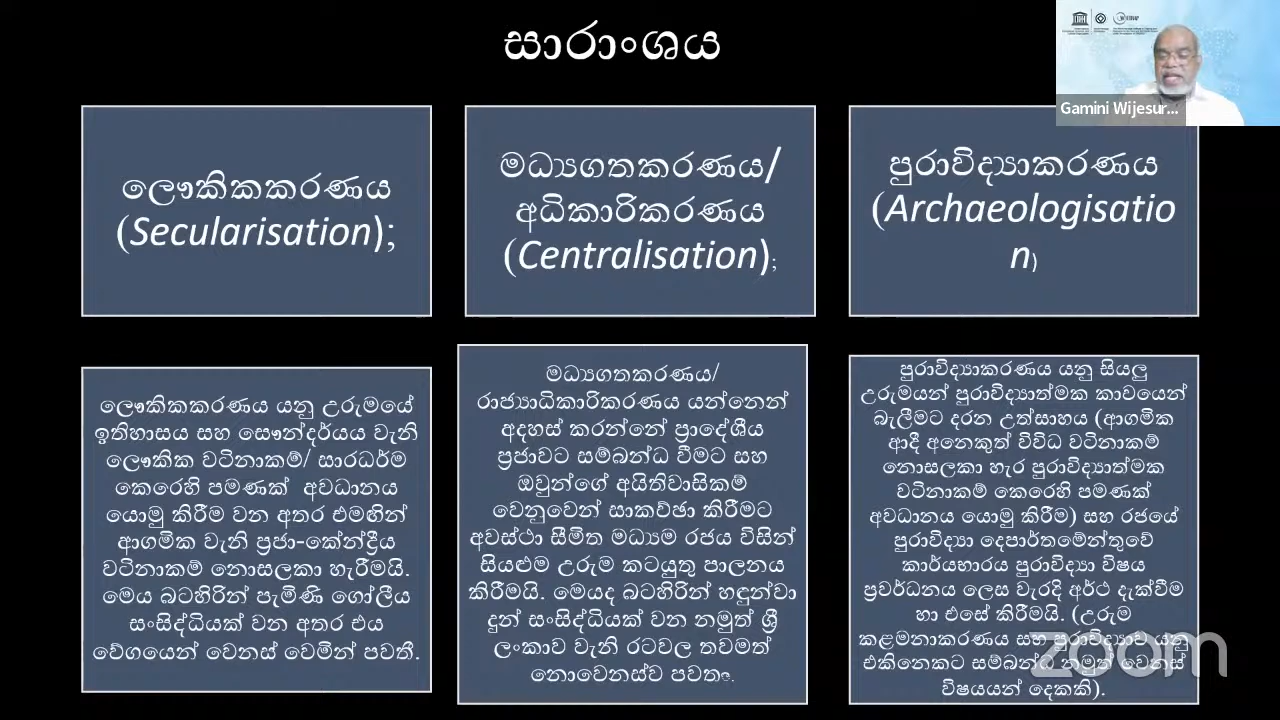 සාරාංශය
Gamini Wijesur...
ලෞකිකකරණය
(Secularisation);
මධ්‍යගතකරණය/
අධිකාරිකරණය
(Centralisation);
පුරාවිද්‍යාකරණය
(Archaeologisatio
n)
ලෞකිකකරණය යනු උරුමයේ
ඉතිහාසය සහ සෞන්දර්යය වැනි
ලෞකික වටිනාකම්/ සාරධර්ම
කෙරෙහි පමණක් අවධානය
යොමු කිරීම වන අතර එමඟින්
ආගමික වැනි ප්‍රජා-කේන්ද්‍රීය
වටිනාකම් නොසලකා හැරීමයි.
මෙය බටහිරින් පැමිණි ගෝලීය
සංසිද්ධියක් වන අතර එය
වේගයෙන් වෙනස් වෙමින් පවතී.
මධ්‍යගතකරණය/
රාජ්‍යාධිකාරිකරණය යන්නෙන්
අදහස් කරන්නේ ප්‍රාදේශීය
ප්‍රජාවට සම්බන්ධ වීමට සහ
ඔවුන්ගේ අයිතිවාසිකම්
වෙනුවෙන් සාකච්ඡා කිරීමට
අවස්ථා සීමිත මධ්‍යම රජය විසින්
සියළුම උරුම කටයුතු පාලනය
කිරීමයි. මෙයද බටහිරින් හඳුන්වා
දුන් සංසිද්ධියක් වන නමුත් ශ්‍රී
ලංකාව වැනි රටවල තවමත්
නොවෙනස්ව පවතෙ.
පුරාවිද්‍යාකරණය යනු සියලු
උරුමයන් පුරාවිද්‍යාත්මක කාචයෙන්
බැලීමට දරන උත්සාහය (ආගමික
ආදී අනෙකුත් විවිධ වටිනාකම්
නොසලකා හැර පුරාවිද්‍යාත්මක
වටිනාකම් කෙරෙහි පමණක්
අවධානය යොමු කිරීම) සහ රජයේ
පුරාවිද්‍යා දෙපාර්තමේන්තුවේ
කාර්යභාරය පුරාවිද්‍යා විෂය
ප්‍රවර්ධනය ලෙස වැරදි අර්ථ දැක්වීම
හා එසේ කිරීමයි. (උරුම
කළමනාකරණය සහ පුරාවිද්‍යාව යනු
එකිනෙකට සම්බන්ධ නමුත් වෙනස්
විෂයයන් දෙකකි).
zoom